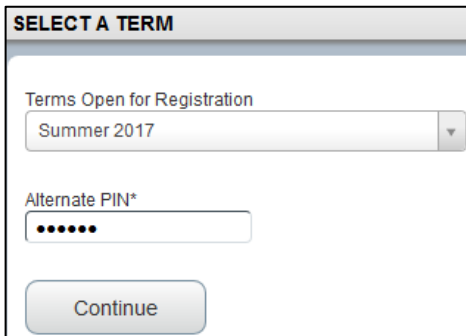 SELECT A TERM
Terms Open for Registration
Summer 2017
Alternate PIN*
••••••
Continue